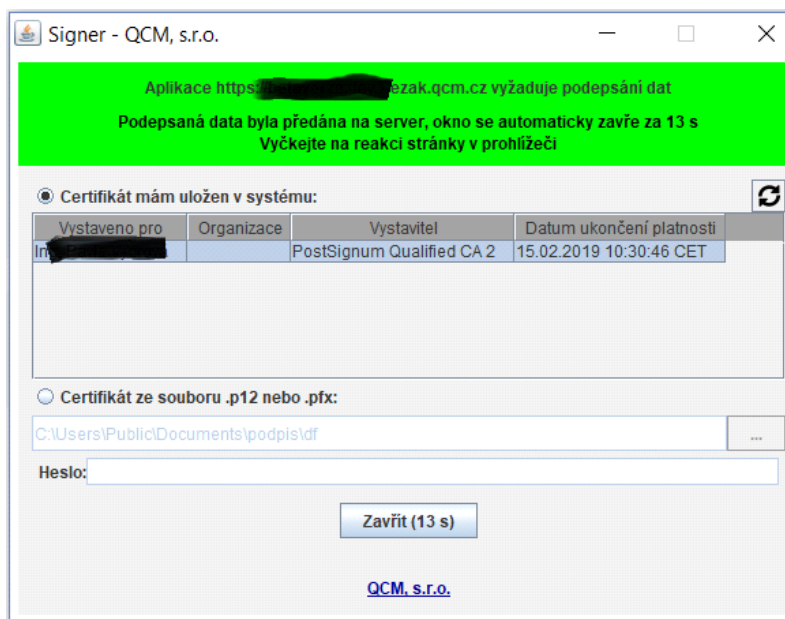 Signer - QCM, s.r.o.
Aplikace https: ezak.qcm.cz vyžaduje podepsání dat
Podepsaná data byla předána na server, okno se automaticky zavře za 13 s
Vyčkejte na reakci stránky v prohlížeči
Certifikát mám uložen v systému:
Vystaveno pro Organizace Vystavitel Datum ukončení platnosti
PostSignum Qualified CA 2 15.02.2019 10:30:46 CET
Certifikát ze souboru .p12 nebo .pfx:
C:\Users\Public\Documents\podpis\df
...
Heslo:
Zavřít (13 s)
QCM, s.r.o.